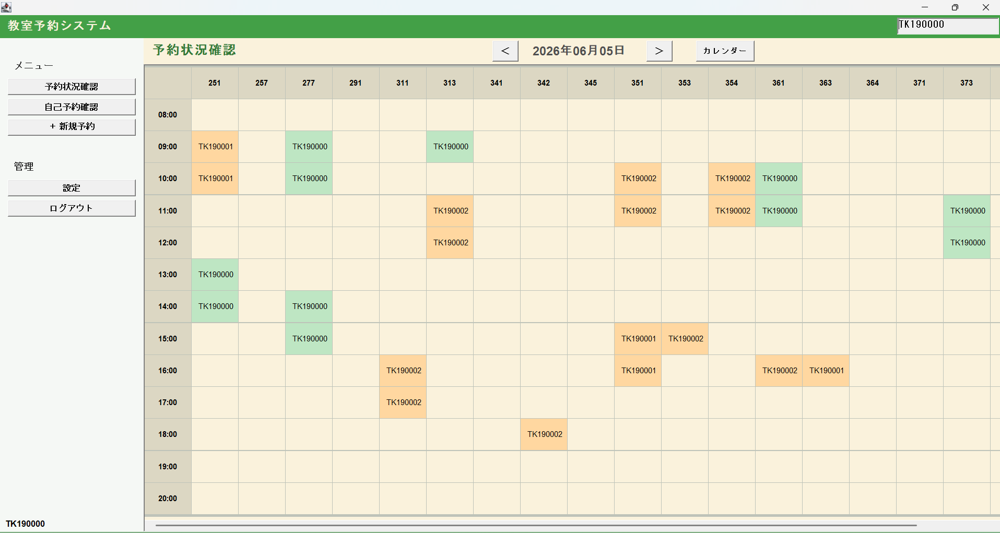 教室予約システム
TK190000
メニュー
予約状況確認
自己予約確認
+ 新規予約
管理
設定
ログアウト
TK190000
予約状況確認
<
2026年06月05日
>
カレンダー
251 257 277 291 311 313 341 342 345 351 353 354 361 363 364 371 373
08:00
09:00 TK190001 TK190000 TK190000
10:00 TK190001 TK190000 TK190002 TK190002 TK190000
11:00 TK190002 TK190002 TK190002 TK190000 TK190000
12:00 TK190002 TK190000
13:00 TK190000
14:00 TK190000 TK190000
15:00 TK190000 TK190001 TK190002
16:00 TK190002 TK190001 TK190002 TK190001
17:00 TK190002
18:00 TK190002
19:00
20:00